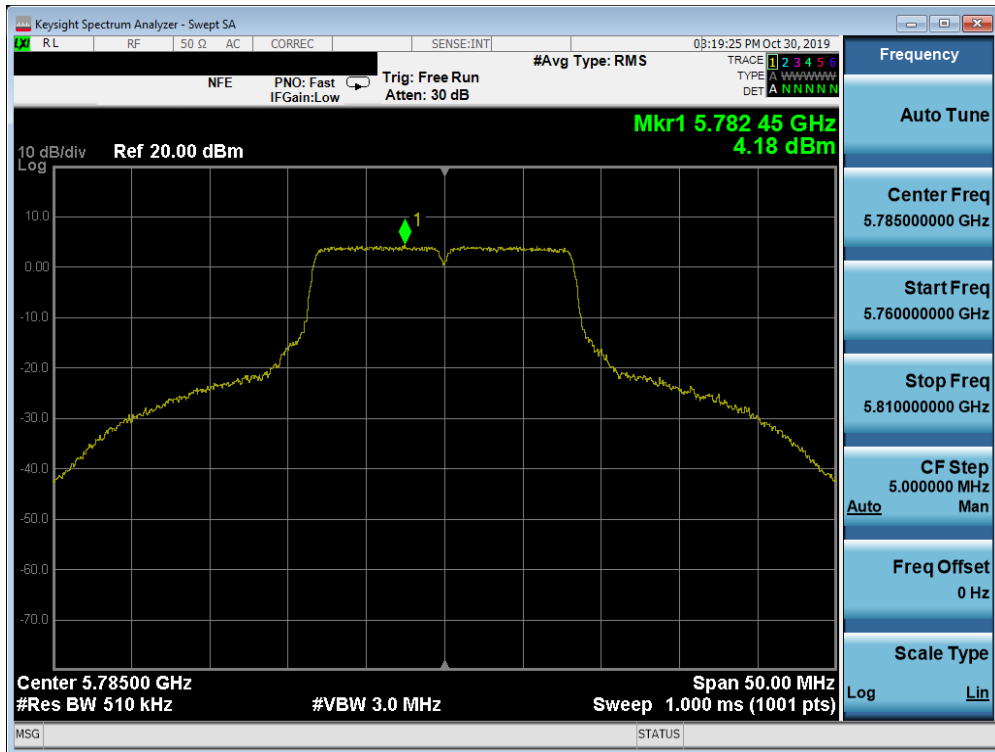 Keysight Spectrum Analyzer - Swept SA
LXI RL RF 50 Ω AC CORREC SENSE:INT 03:19:25 PM Oct 30, 2019
NFE PNO: Fast Trig: Free Run #Avg Type: RMS TRACE 1 2 3 4 5 6
IFGain:Low Atten: 30 dB TYPE A WWWWW
DET A N N N N N
Mkr1 5.782 45 GHz
10 dB/div Ref 20.00 dBm 4.18 dBm
Log
1
10.0
0.00
-10.0
-20.0
-30.0
-40.0
-50.0
-60.0
-70.0
Center 5.78500 GHz Span 50.00 MHz
#Res BW 510 kHz #VBW 3.0 MHz Sweep 1.000 ms (1001 pts)
MSG STATUS
Frequency
Auto Tune
Center Freq
5.785000000 GHz
Start Freq
5.760000000 GHz
Stop Freq
5.810000000 GHz
CF Step
5.000000 MHz
Auto Man
Freq Offset
0 Hz
Scale Type
Log Lin